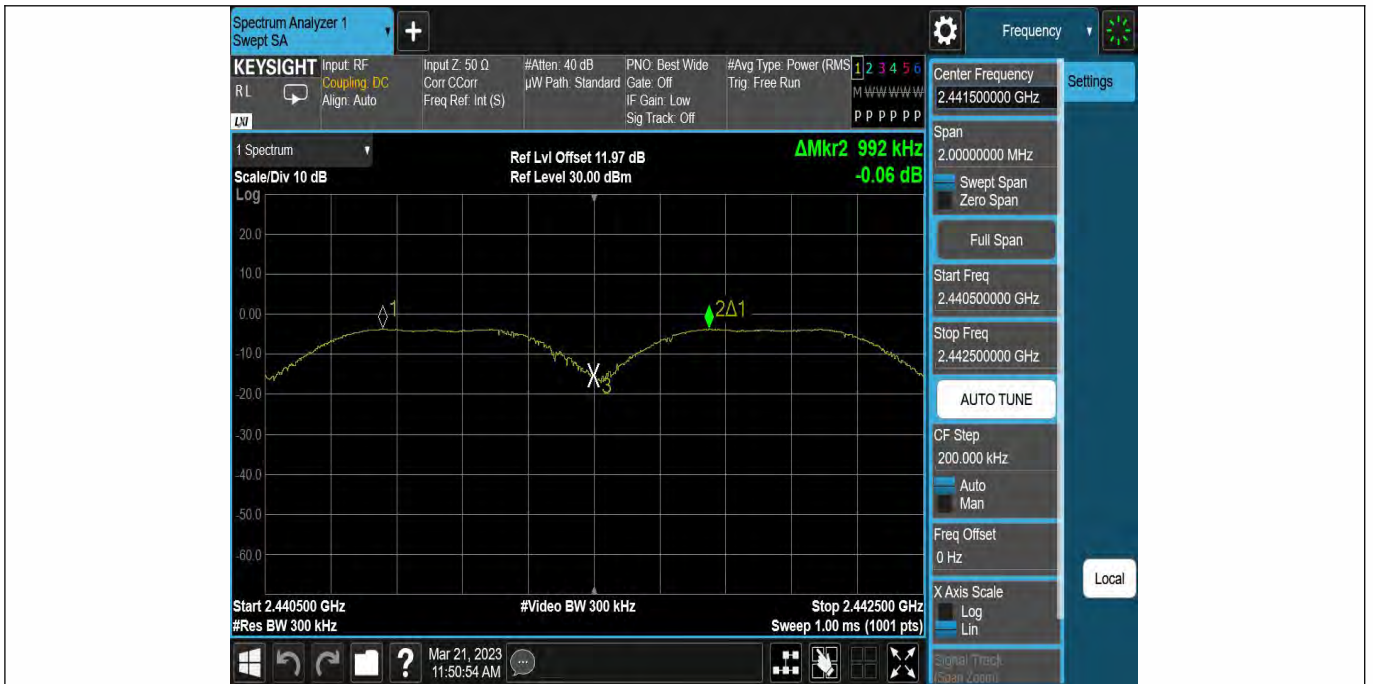 Spectrum Analyzer 1
Swept SA
+
Frequency
KEYSIGHT
R L
LXI
Input: RF
Coupling: DC
Align: Auto
Input Z: 50 Ω
Corr CCorr
Freq Ref: Int (S)
#Atten: 40 dB
µW Path: Standard
PNO: Best Wide
Gate: Off
IF Gain: Low
Sig Track: Off
#Avg Type: Power (RMS
Trig: Free Run
1 2 3 4 5 6
M W W W W W
P P P P P P
1 Spectrum
Scale/Div 10 dB
Log
Ref Lvl Offset 11.97 dB
Ref Level 30.00 dBm
ΔMkr2 992 kHz
-0.06 dB
20.0
10.0
0.00
-10.0
-20.0
-30.0
-40.0
-50.0
-60.0
1
2Δ1
3
Start 2.440500 GHz
#Res BW 300 kHz
#Video BW 300 kHz
Stop 2.442500 GHz
Sweep 1.00 ms (1001 pts)
Center Frequency
2.441500000 GHz
Settings
Span
2.00000000 MHz
Swept Span
Zero Span
Full Span
Start Freq
2.440500000 GHz
Stop Freq
2.442500000 GHz
AUTO TUNE
CF Step
200.000 kHz
Auto
Man
Freq Offset
0 Hz
Local
X Axis Scale
Log
Lin
Signal Track
(Span Zoom)
?
Mar 21, 2023
11:50:54 AM